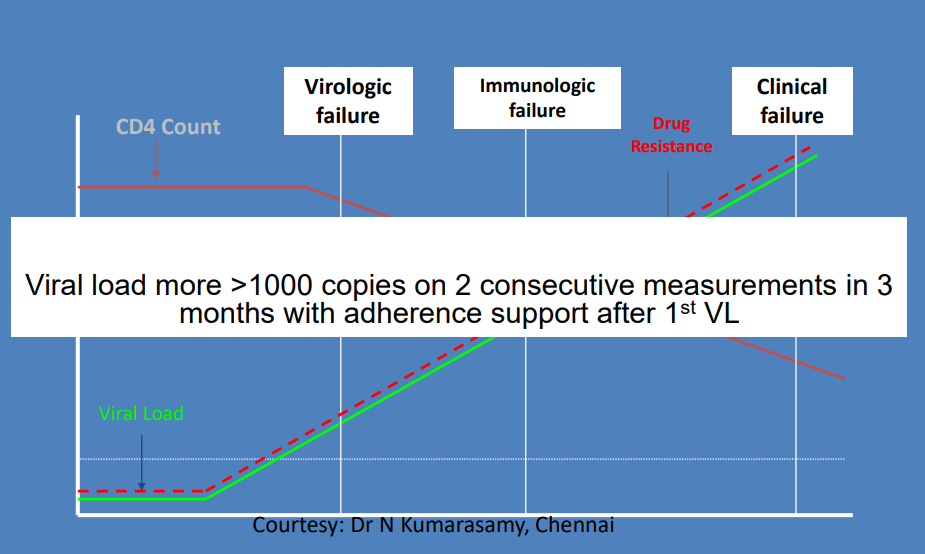 Virologic
failure
Immunologic
failure
Clinical
failure
CD4 Count
Drug
Resistance
Viral load more >1000 copies on 2 consecutive measurements in 3
months with adherence support after 1st VL
Viral Load
Courtesy: Dr N Kumarasamy, Chennai